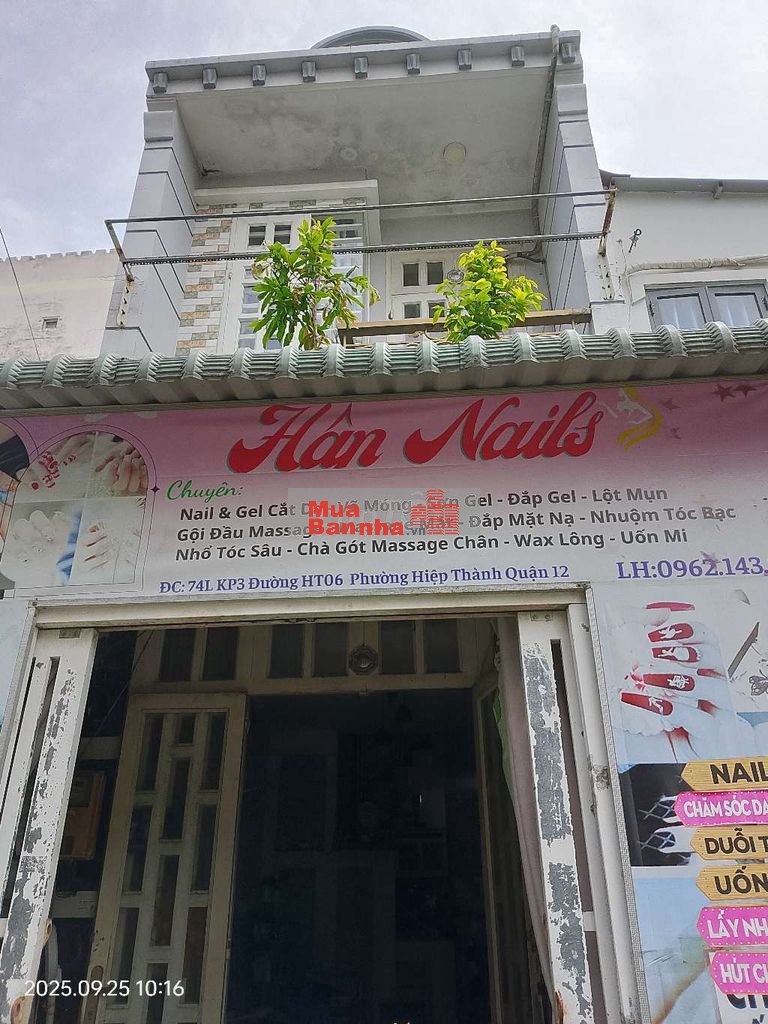 Hân Nails
Chuyên:
Nail & Gel Cắt D Vẽ Móng Gel - Đắp Gel - Lột Mụn
Gội Đầu Massag - Đắp Mặt Nạ - Nhuộm Tóc Bạc
Nhổ Tóc Sâu - Chà Gót Massage Chân - Wax Lông - Uốn Mi
ĐC: 74L KP3 Đường HT06 Phường Hiệp Thành Quận 12
LH:0962.143.
Mua
Bannha.vn
NAIL
CHĂM SÓC DA
DUỖI T
UỐN
LẤY NH
HÚT CH
2025.09.25 10:16